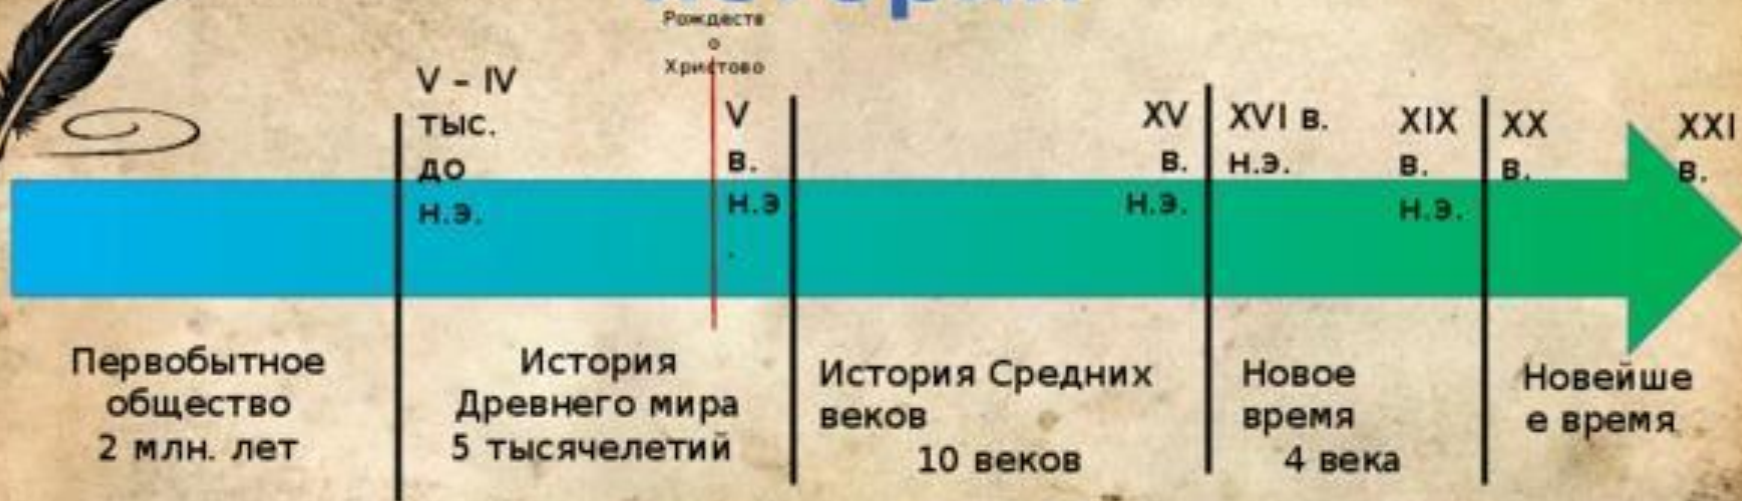 Рождеств
о
Христово
V – IV
тыс.
до
н.э.
V
в.
н.э
.
XV
в.
н.э.
XVI в.
н.э.
XIX
в.
н.э.
XX
в.
XXI
в.
Первобытное
общество
2 млн. лет
История
Древнего мира
5 тысячелетий
История Средних
веков
10 веков
Новое
время
4 века
Новейше
е время